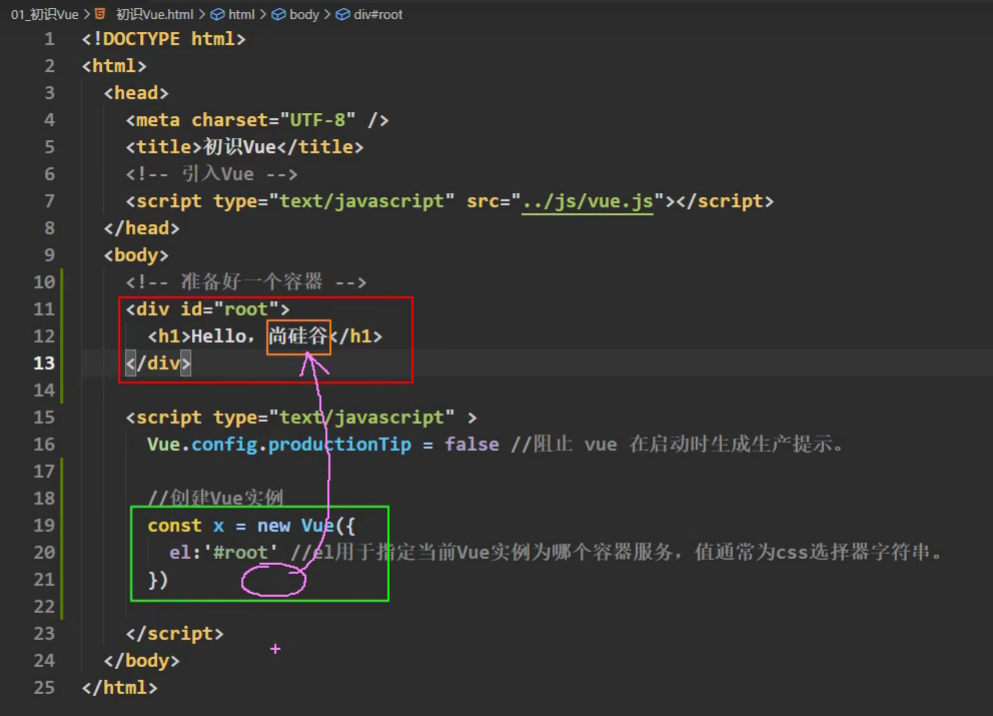 01_初识Vue > 初识Vue.html > html > body > div#root
1 <!DOCTYPE html>
2 <html>
3 <head>
4 <meta charset="UTF-8" />
5 <title>初识Vue</title>
6 <!-- 引入Vue -->
7 <script type="text/javascript" src="../js/vue.js"></script>
8 </head>
9 <body>
10 <!-- 准备好一个容器 -->
11 <div id="root">
12 <h1>Hello，尚硅谷</h1>
13 </div>
14
15 <script type="text/javascript" >
16 Vue.config.productionTip = false //阻止 vue 在启动时生成生产提示。
17
18 //创建Vue实例
19 const x = new Vue({
20 el:'#root' //el用于指定当前Vue实例为哪个容器服务，值通常为css选择器字符串。
21 })
22
23 </script>
24 </body>
25 </html>